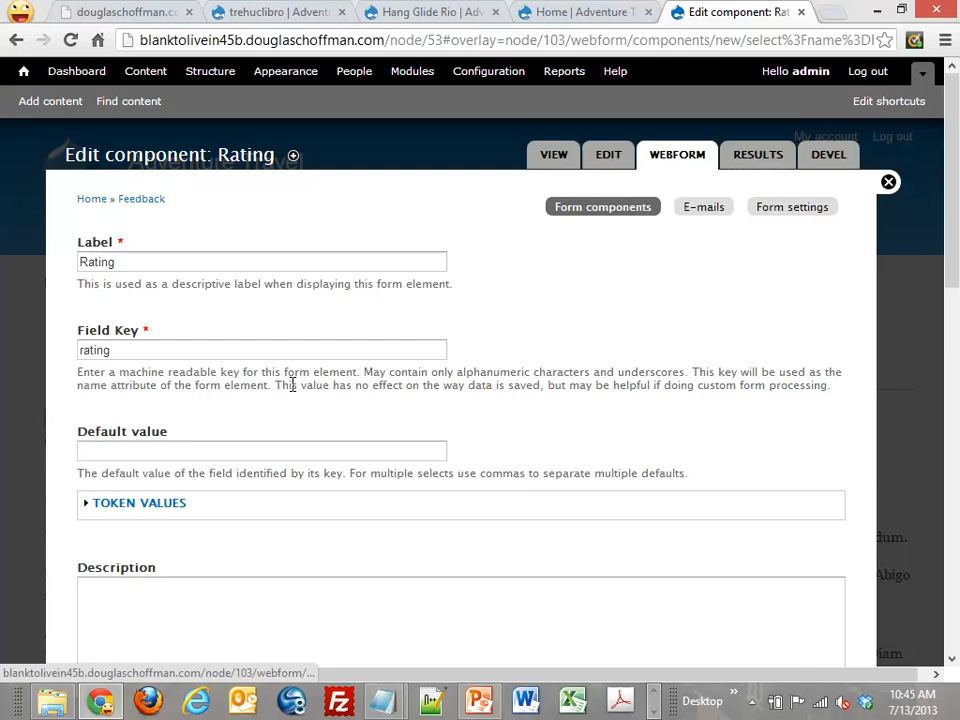 douglaschoffman.cc
trehuclibro | Advent
Hang Glide Rio | Adve
Home | Adventure T
Edit component: Rat
blanktolivein45b.douglaschoffman.com/node/53#overlay=node/103/webform/components/new/select%3Fname%3DI
Dashboard Content Structure Appearance People Modules Configuration Reports Help Hello admin Log out
Add content Find content Edit shortcuts
My account Log out
Edit component: Rating
VIEW EDIT WEBFORM RESULTS DEVEL
Home » Feedback
Form components E-mails Form settings
Label *
Rating
This is used as a descriptive label when displaying this form element.
Field Key *
rating
Enter a machine readable key for this form element. May contain only alphanumeric characters and underscores. This key will be used as the
name attribute of the form element. This value has no effect on the way data is saved, but may be helpful if doing custom form processing.
Default value
The default value of the field identified by its key. For multiple selects use commas to separate multiple defaults.
TOKEN VALUES
dum.
Description
Abigo
iam
blanktolivein45b.douglaschoffman.com/node/103/webform/...
Desktop
10:45 AM
7/13/2013